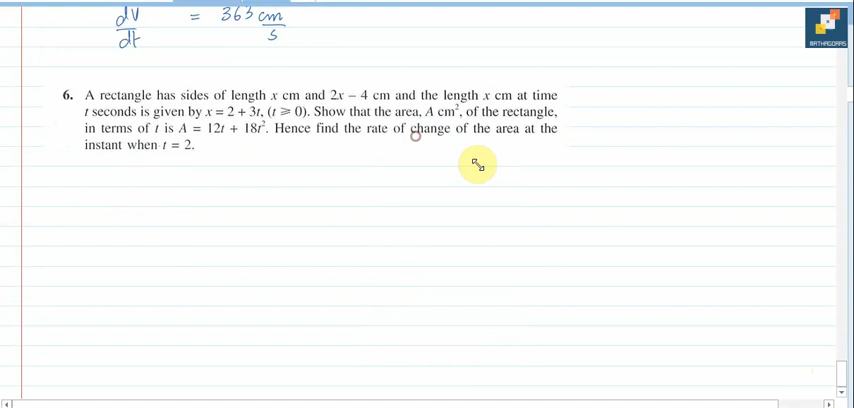 dV/dt = 363 cm/s
MATHAGORAS
6. A rectangle has sides of length x cm and 2x – 4 cm and the length x cm at time
t seconds is given by x = 2 + 3t, (t ⩾ 0). Show that the area, A cm², of the rectangle,
in terms of t is A = 12t + 18t². Hence find the rate of change of the area at the
instant when t = 2.